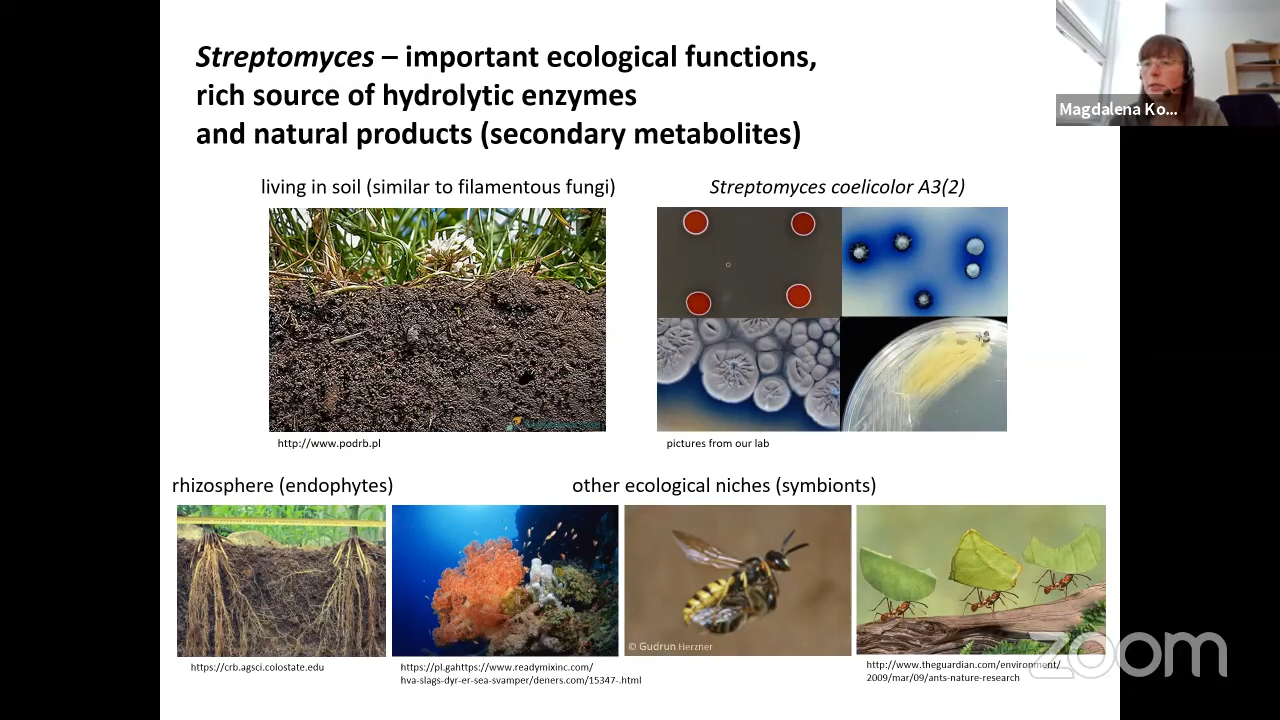 Streptomyces – important ecological functions,
rich source of hydrolytic enzymes
and natural products (secondary metabolites)
Magdalena Ko...
living in soil (similar to filamentous fungi)
Streptomyces coelicolor A3(2)
http://www.podrb.pl
pictures from our lab
rhizosphere (endophytes)
other ecological niches (symbionts)
© Gudrun Herzner
https://crb.agsci.colostate.edu
https://pl.gahttps://www.readymixinc.com/
hva-slags-dyr-er-sea-svamper/deners.com/15347-.html
http://www.theguardian.com/environment/
2009/mar/09/ants-nature-research
zoom